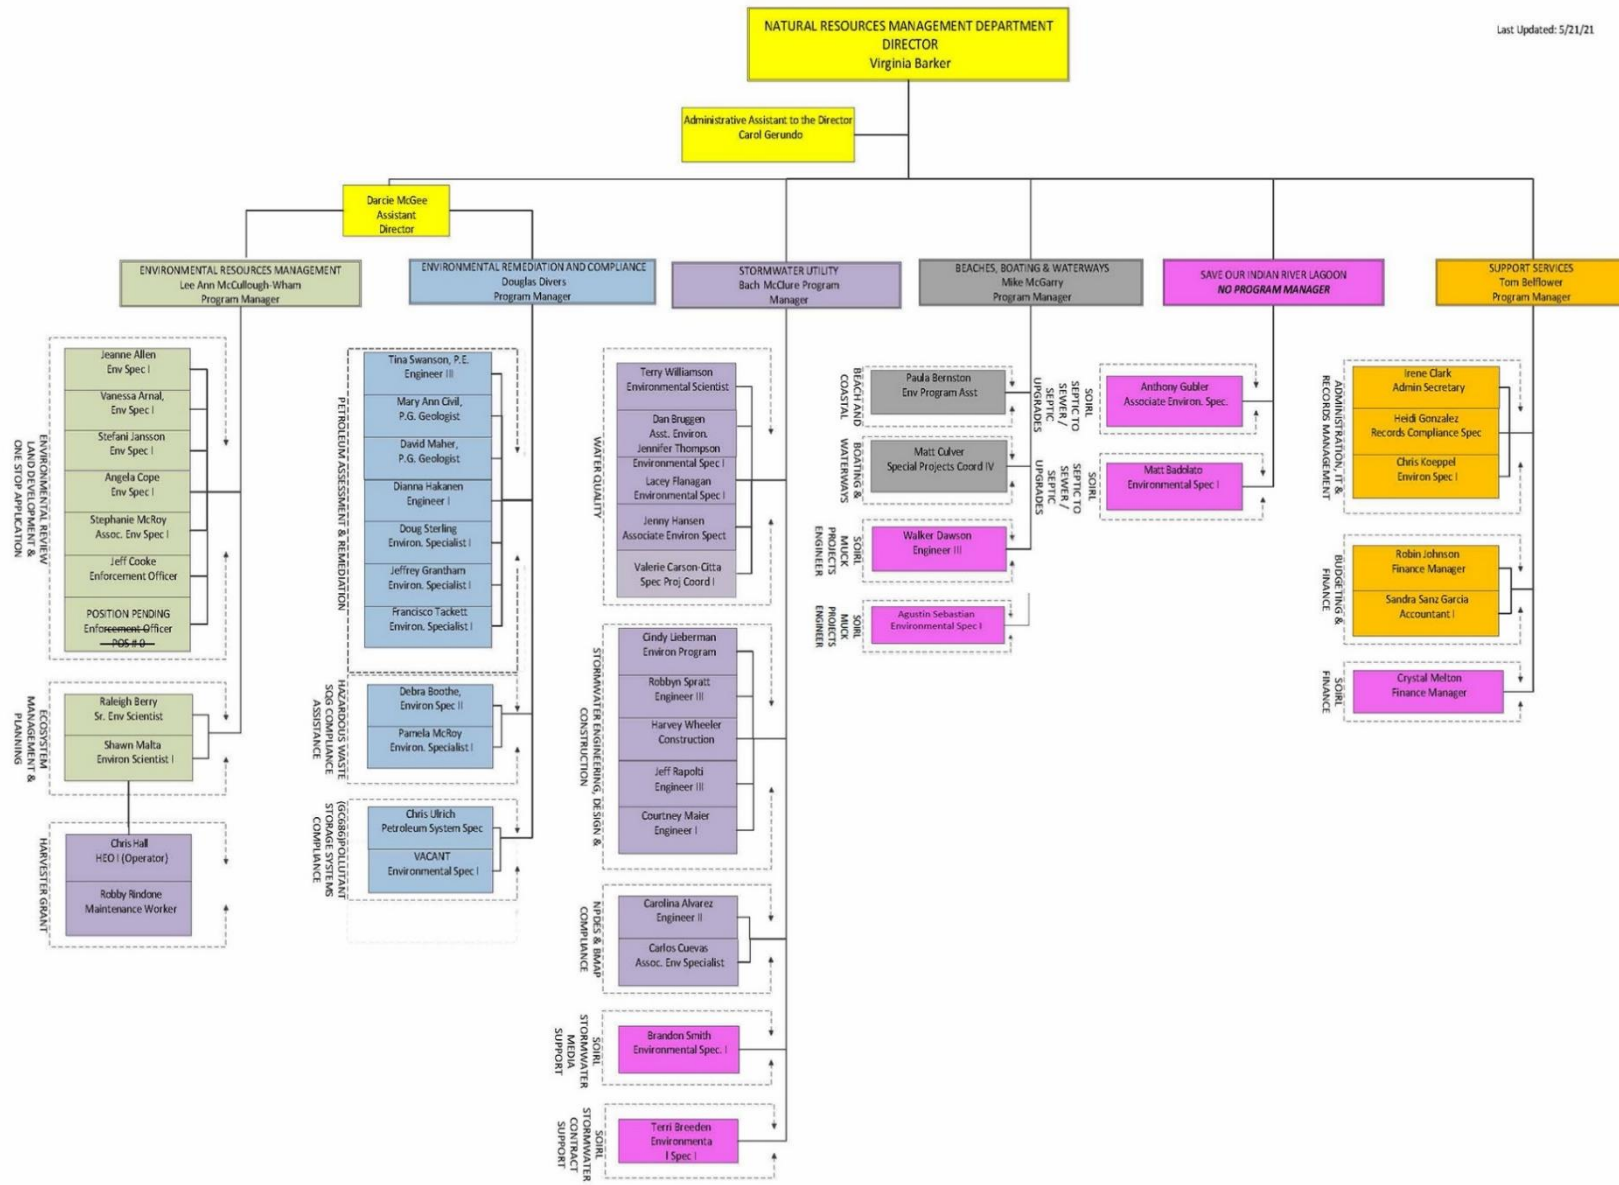 NATURAL RESOURCES MANAGEMENT DEPARTMENT
DIRECTOR
Virginia Barker
Last Updated: 5/21/21
Administrative Assistant to the Director
Carol Gerundo
Darcie McGee
Assistant
Director
ENVIRONMENTAL RESOURCES MANAGEMENT
Lee Ann McCullough-Wham
Program Manager
ENVIRONMENTAL REMEDIATION AND COMPLIANCE
Douglas Divers
Program Manager
STORMWATER UTILITY
Bach McClure Program
Manager
BEACHES, BOATING & WATERWAYS
Mike McGarry
Program Manager
SAVE OUR INDIAN RIVER LAGOON
NO PROGRAM MANAGER
SUPPORT SERVICES
Tom Belflower
Program Manager
ENVIRONMENTAL REVIEW
LAND DEVELOPMENT &
ONE STOP APPLICATION
Jeanne Allen
Env Spec I
Vanessa Arnal,
Env Spec I
Stefani Jansson
Env Spec I
Angela Cope
Env Spec I
Stephanie McRoy
Assoc. Env Spec I
Jeff Cooke
Enforcement Officer
POSITION PENDING
Enforcement Officer
POS # 0
ECOSYSTEM
MANAGEMENT &
PLANNING
Raleigh Berry
Sr. Env Scientist
Shawn Malta
Environ Scientist I
HARVESTER GRANT
Chris Hall
HEO I (Operator)
Robby Rindone
Maintenance Worker
PETROLEUM ASSESSMENT & REMEDIATION
Tina Swanson, P.E.
Engineer III
Mary Ann Civil,
P.G. Geologist
David Maher,
P.G. Geologist
Dianna Hakanen
Engineer I
Doug Sterling
Environ. Specialist I
Jeffrey Grantham
Environ. Specialist I
Francisco Tackett
Environ. Specialist I
HAZARDOUS WASTE
SQG COMPLIANCE
ASSISTANCE
Debra Boothe,
Environ Spec II
Pamela McRoy
Environ. Specialist I
(GC686)POLLUTANT
STORAGE SYSTEMS
COMPLIANCE
Chris Ulrich
Petroleum System Spec
VACANT
Environmental Spec I
WATER QUALITY
Terry Williamson
Environmental Scientist
Dan Bruggen
Asst. Environ.
Jennifer Thompson
Environmental Spec I
Lacey Flanagan
Environmental Spec I
Jenny Hansen
Associate Environ Spect
Valerie Carson-Citta
Spec Proj Coord I
STORMWATER ENGINEERING, DESIGN &
CONSTRUCTION
Cindy Lieberman
Environ Program
Robbyn Spratt
Engineer III
Harvey Wheeler
Construction
Jeff Rapolti
Engineer III
Courtney Maier
Engineer I
NPDES & BMAP
COMPLIANCE
Carolina Alvarez
Engineer II
Carlos Cuevas
Assoc. Env Specialist
SOIRL
STORMWATER
MEDIA
SUPPORT
Brandon Smith
Environmental Spec. I
SOIRL
STORMWATER
CONTRACT
SUPPORT
Terri Breeden
Environmenta
l Spec I
BEACH AND
COASTAL
Paula Bernston
Env Program Asst
BOATING &
WATERWAYS
Matt Culver
Special Projects Coord IV
SOIRL
MUCK
PROJECTS
ENGINEER
Walker Dawson
Engineer III
SOIRL
MUCK
PROJECTS
ENGINEER
Agustin Sebastian
Environmental Spec I
SOIRL
SEPTIC TO
SEWER /
SEPTIC
UPGRADES
Anthony Gubler
Associate Environ. Spec.
SOIRL
SEPTIC TO
SEWER /
SEPTIC
UPGRADES
Matt Badolato
Environmental Spec I
ADMINISTRATION, IT &
RECORDS MANAGEMENT
Irene Clark
Admin Secretary
Heidi Gonzalez
Records Compliance Spec
Chris Koeppel
Environ Spec I
BUDGETING &
FINANCE
Robin Johnson
Finance Manager
Sandra Sanz Garcia
Accountant I
SOIRL
FINANCE
Crystal Melton
Finance Manager